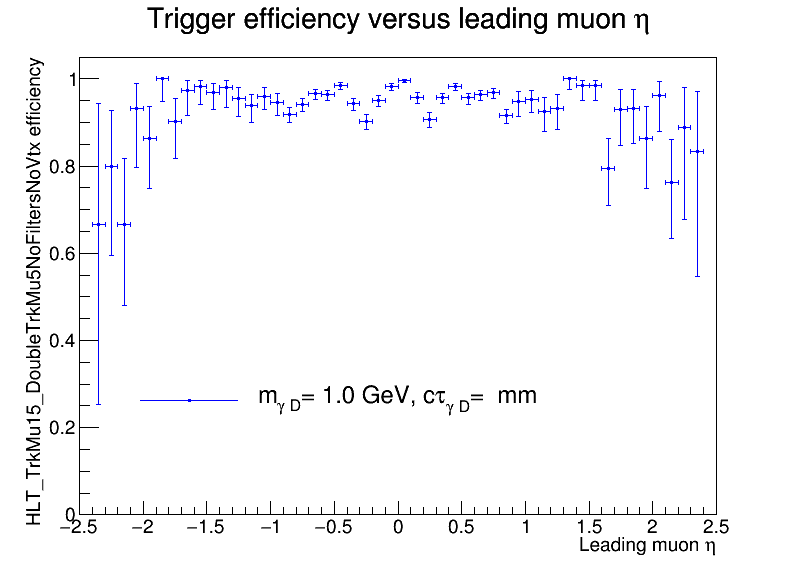 Trigger efficiency versus leading muon η
HLT_TrkMu15_DoubleTrkMu5NoFiltersNoVtx efficiency
1
0.8
0.6
0.4
0.2
0
m_γ D= 1.0 GeV, cτ_γ D= mm
−2.5 −2 −1.5 −1 −0.5 0 0.5 1 1.5 2 2.5
Leading muon η